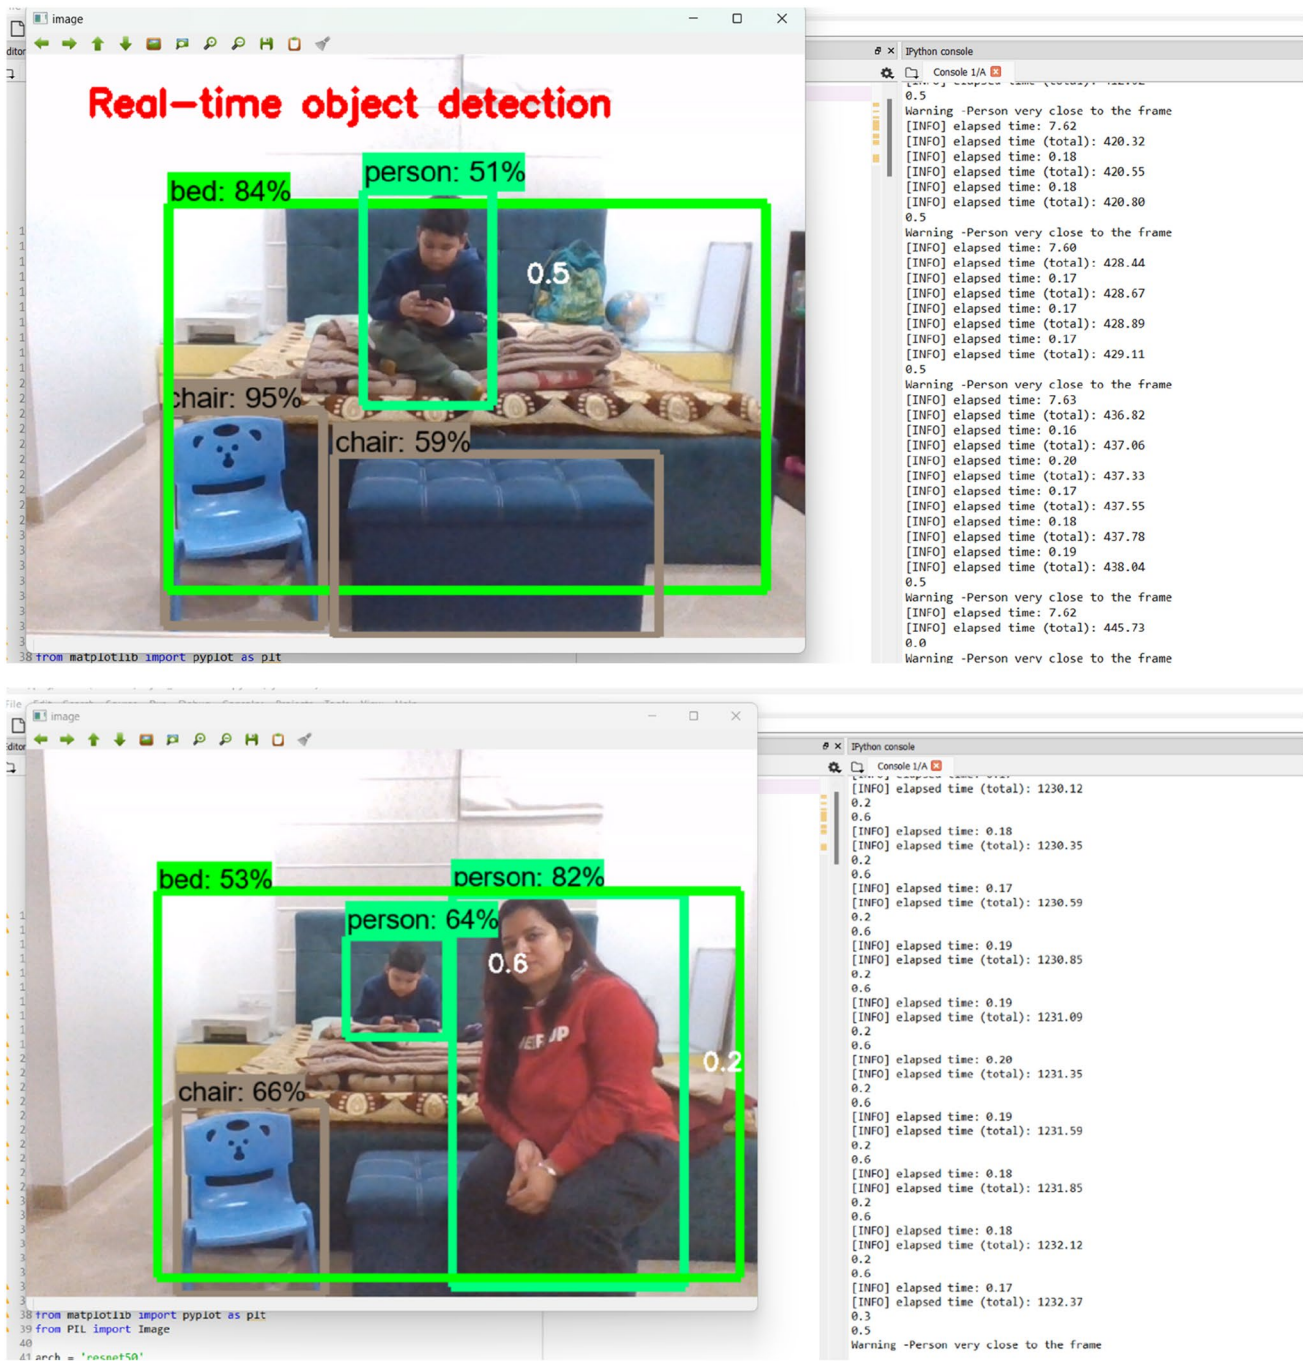 image
Real-time object detection
bed: 84%
person: 51%
0.5
chair: 95%
chair: 59%
38 from matplotlib import pyplot as plt
IPython console
Console 1/A
0.5
Warning -Person very close to the frame
[INFO] elapsed time: 7.62
[INFO] elapsed time (total): 420.32
[INFO] elapsed time: 0.18
[INFO] elapsed time (total): 420.55
[INFO] elapsed time: 0.18
[INFO] elapsed time (total): 420.80
0.5
Warning -Person very close to the frame
[INFO] elapsed time: 7.60
[INFO] elapsed time (total): 428.44
[INFO] elapsed time: 0.17
[INFO] elapsed time (total): 428.67
[INFO] elapsed time: 0.17
[INFO] elapsed time (total): 428.89
[INFO] elapsed time: 0.17
[INFO] elapsed time (total): 429.11
0.5
Warning -Person very close to the frame
[INFO] elapsed time: 7.63
[INFO] elapsed time (total): 436.82
[INFO] elapsed time: 0.16
[INFO] elapsed time (total): 437.06
[INFO] elapsed time: 0.20
[INFO] elapsed time (total): 437.33
[INFO] elapsed time: 0.17
[INFO] elapsed time (total): 437.55
[INFO] elapsed time: 0.18
[INFO] elapsed time (total): 437.78
[INFO] elapsed time: 0.19
[INFO] elapsed time (total): 438.04
0.5
Warning -Person very close to the frame
[INFO] elapsed time: 7.62
[INFO] elapsed time (total): 445.73
0.0
Warning -Person very close to the frame
image
bed: 53%
person: 82%
person: 64%
0.6
0.2
chair: 66%
38 from matplotlib import pyplot as plt
39 from PIL import Image
40
41 arch = 'resnet50'
IPython console
Console 1/A
[INFO] elapsed time (total): 1230.12
0.2
0.6
[INFO] elapsed time: 0.18
[INFO] elapsed time (total): 1230.35
0.2
0.6
[INFO] elapsed time: 0.17
[INFO] elapsed time (total): 1230.59
0.2
0.6
[INFO] elapsed time: 0.19
[INFO] elapsed time (total): 1230.85
0.2
0.6
[INFO] elapsed time: 0.19
[INFO] elapsed time (total): 1231.09
0.2
0.6
[INFO] elapsed time: 0.20
[INFO] elapsed time (total): 1231.35
0.2
0.6
[INFO] elapsed time: 0.19
[INFO] elapsed time (total): 1231.59
0.2
0.6
[INFO] elapsed time: 0.18
[INFO] elapsed time (total): 1231.85
0.2
0.6
[INFO] elapsed time: 0.18
[INFO] elapsed time (total): 1232.12
0.2
0.6
[INFO] elapsed time: 0.17
[INFO] elapsed time (total): 1232.37
0.3
0.5
Warning -Person very close to the frame